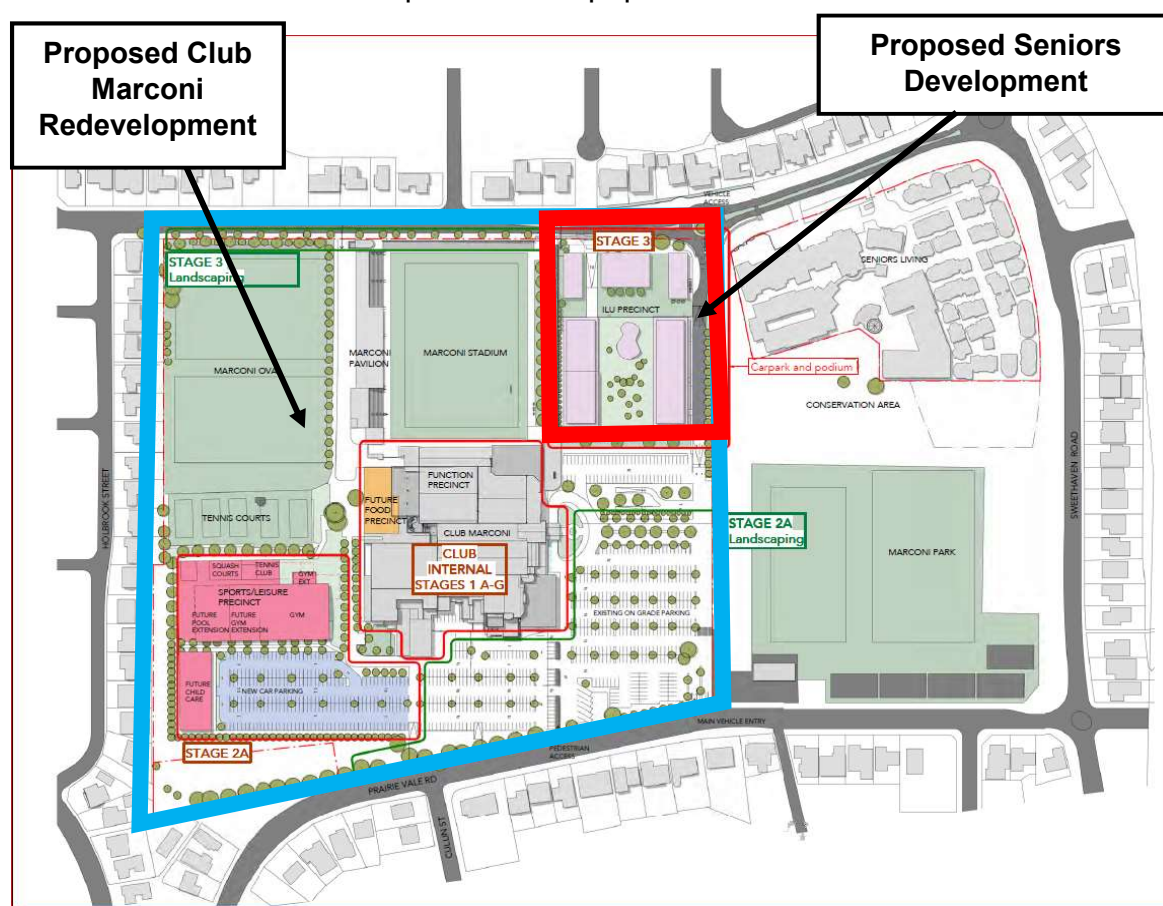 Proposed Club
Marconi
Redevelopment
Proposed Seniors
Development
VEHICLE
ACCESS
STAGE 3
Landscaping
STAGE 3
SENIORS LIVING
ILU PRECINCT
MARCONI
PAVILION
MARCONI STADIUM
MARCONI OVAL
Carpark and podium
CONSERVATION AREA
HOLBROOK STREET
SWEETHAVEN ROAD
FUNCTION
PRECINCT
FUTURE
FOOD
PRECINCT
TENNIS COURTS
CLUB MARCONI
STAGE 2A
Landscaping
MARCONI PARK
CLUB
INTERNAL
STAGES 1 A-G
SQUASH
COURTS
TENNIS
CLUB
GYM
EXT
SPORTS/LEISURE
PRECINCT
FUTURE
POOL
EXTENSION
FUTURE
GYM
EXTENSION
GYM
EXISTING ON GRADE PARKING
FUTURE
CHILD
CARE
NEW CAR PARKING
MAIN VEHICLE ENTRY
STAGE 2A
PEDESTRIAN
ACCESS
PRAIRIE VALE RD
CULLIN ST